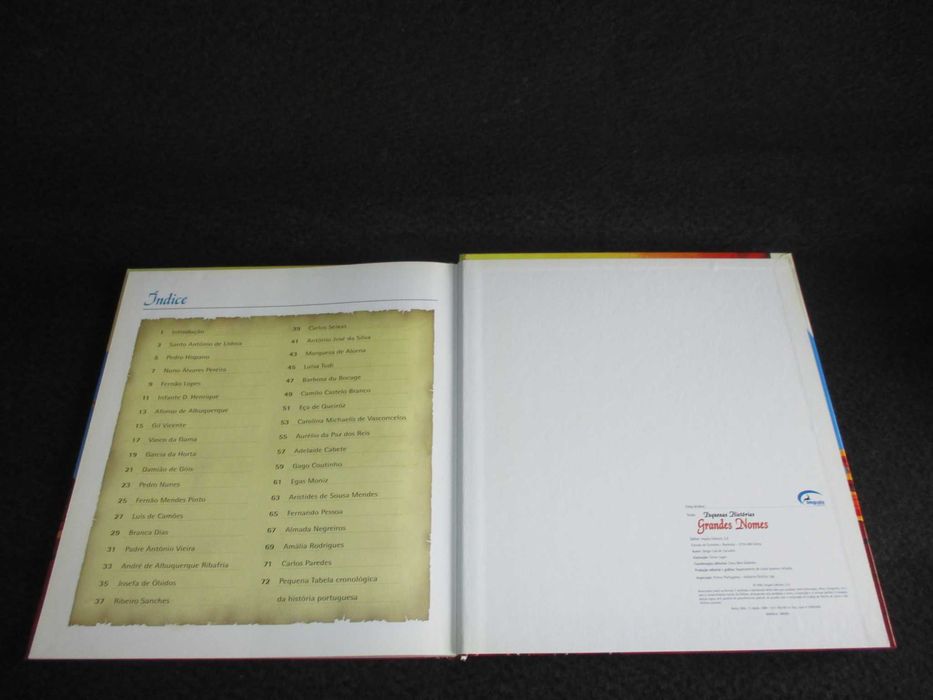 Índice
1 Introdução
3 Santo António de Lisboa
5 Pedro Hispano
7 Nuno Álvares Pereira
9 Fernão Lopes
11 Infante D. Henrique
13 Afonso de Albuquerque
15 Gil Vicente
17 Vasco da Gama
19 Garcia da Horta
21 Damião de Góis
23 Pedro Nunes
25 Fernão Mendes Pinto
27 Luís de Camões
29 Branca Dias
31 Padre António Vieira
33 André de Albuquerque Ribafria
35 Josefa de Óbidos
37 Ribeiro Sanches
39 Carlos Seixas
41 António José da Silva
43 Marquesa de Alorna
45 Luísa Todi
47 Barbosa du Bocage
49 Camilo Castelo Branco
51 Eça de Queiróz
53 Carolina Michaelis de Vasconcelos
55 Aurélio da Paz dos Reis
57 Adelaide Cabete
59 Gago Coutinho
61 Egas Moniz
63 Aristides de Sousa Mendes
65 Fernando Pessoa
67 Almada Negreiros
69 Amália Rodrigues
71 Carlos Paredes
72 Pequena Tabela cronológica
da história portuguesa
Pequenas Histórias
Grandes Nomes